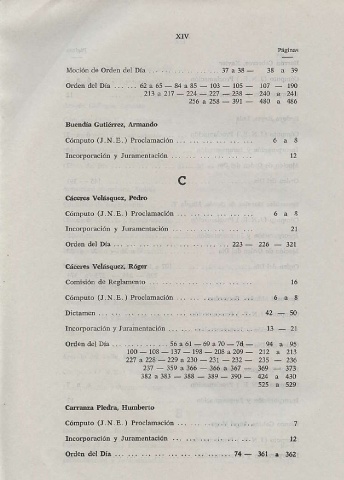 XIV
Páginas
Moción de Orden del Día ... ... ... ... 37 a 38 — 38 a 39
Orden del Día ... ... 62 a 65 — 84 a 85 — 103 — 105 — 107 — 190
213 a 217 — 224 — 227 — 238 — 240 a 241
256 a 258 — 391 — 480 a 486
Buendía Gutiérrez, Armando
Cómputo (J.N.E.) Proclamación ... ... ... ... ... 6 a 8
Incorporación y Juramentación ... ... ... ... ... 12
C
Cáceres Velásquez, Pedro
Cómputo (J.N.E.) Proclamación ... ... ... ... ... 6 a 8
Incorporación y Juramentación ... ... ... ... ... 21
Orden del Día ... ... ... ... ... ... ... 223 — 226 — 321
Cáceres Velásquez, Róger
Comisión de Reglamento ... ... ... ... ... ... ... 16
Cómputo (J.N.E.) Proclamación ... ... ... ... ... 6 a 8
Dictamen ... ... ... ... ... ... ... ... ... 42 — 50
Incorporación y Juramentación ... ... ... ... 13 — 21
Orden del Día ... ... ... ... 56 a 61 — 69 a 70 — 74 — 94 a 95
100 — 108 — 137 — 198 — 208 a 209 — 212 a 213
227 a 228 — 229 a 230 — 231 — 232 — 235 — 236
237 — 359 a 366 — 366 a 367 — 369 — 373
382 a 383 — 388 — 389 — 390 — 424 a 430
525 a 529
Carranza Piedra, Humberto
Cómputo (J.N.E.) Proclamación ... ... ... ... ... 7
Incorporación y Juramentación ... ... ... ... ... 12
Orden del Día ... ... ... ... ... ... ... ... 74 — 361 a 362